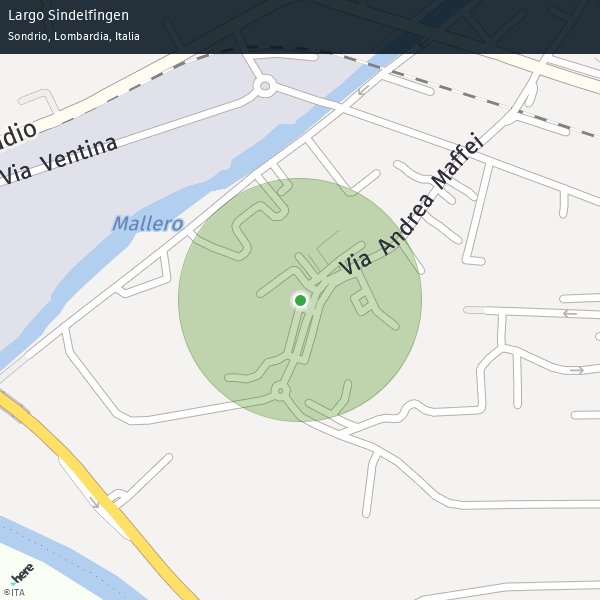 Largo Sindelfingen
Sondrio, Lombardia, Italia
Via Ventina
Mallero
Via Andrea Maffei
here
©ITA